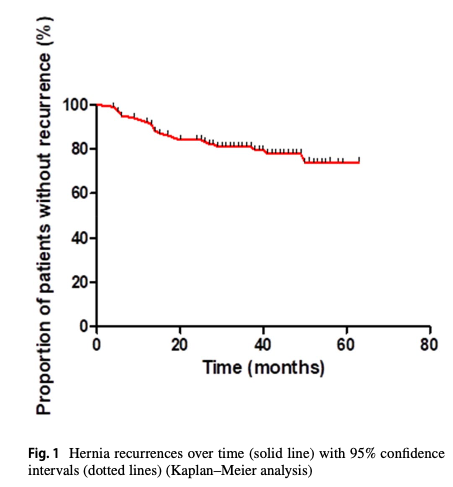 Proportion of patients without recurrence (%)
100
80
60
40
20
0
0 20 40 60 80
Time (months)
Fig. 1 Hernia recurrences over time (solid line) with 95% confidence
intervals (dotted lines) (Kaplan–Meier analysis)